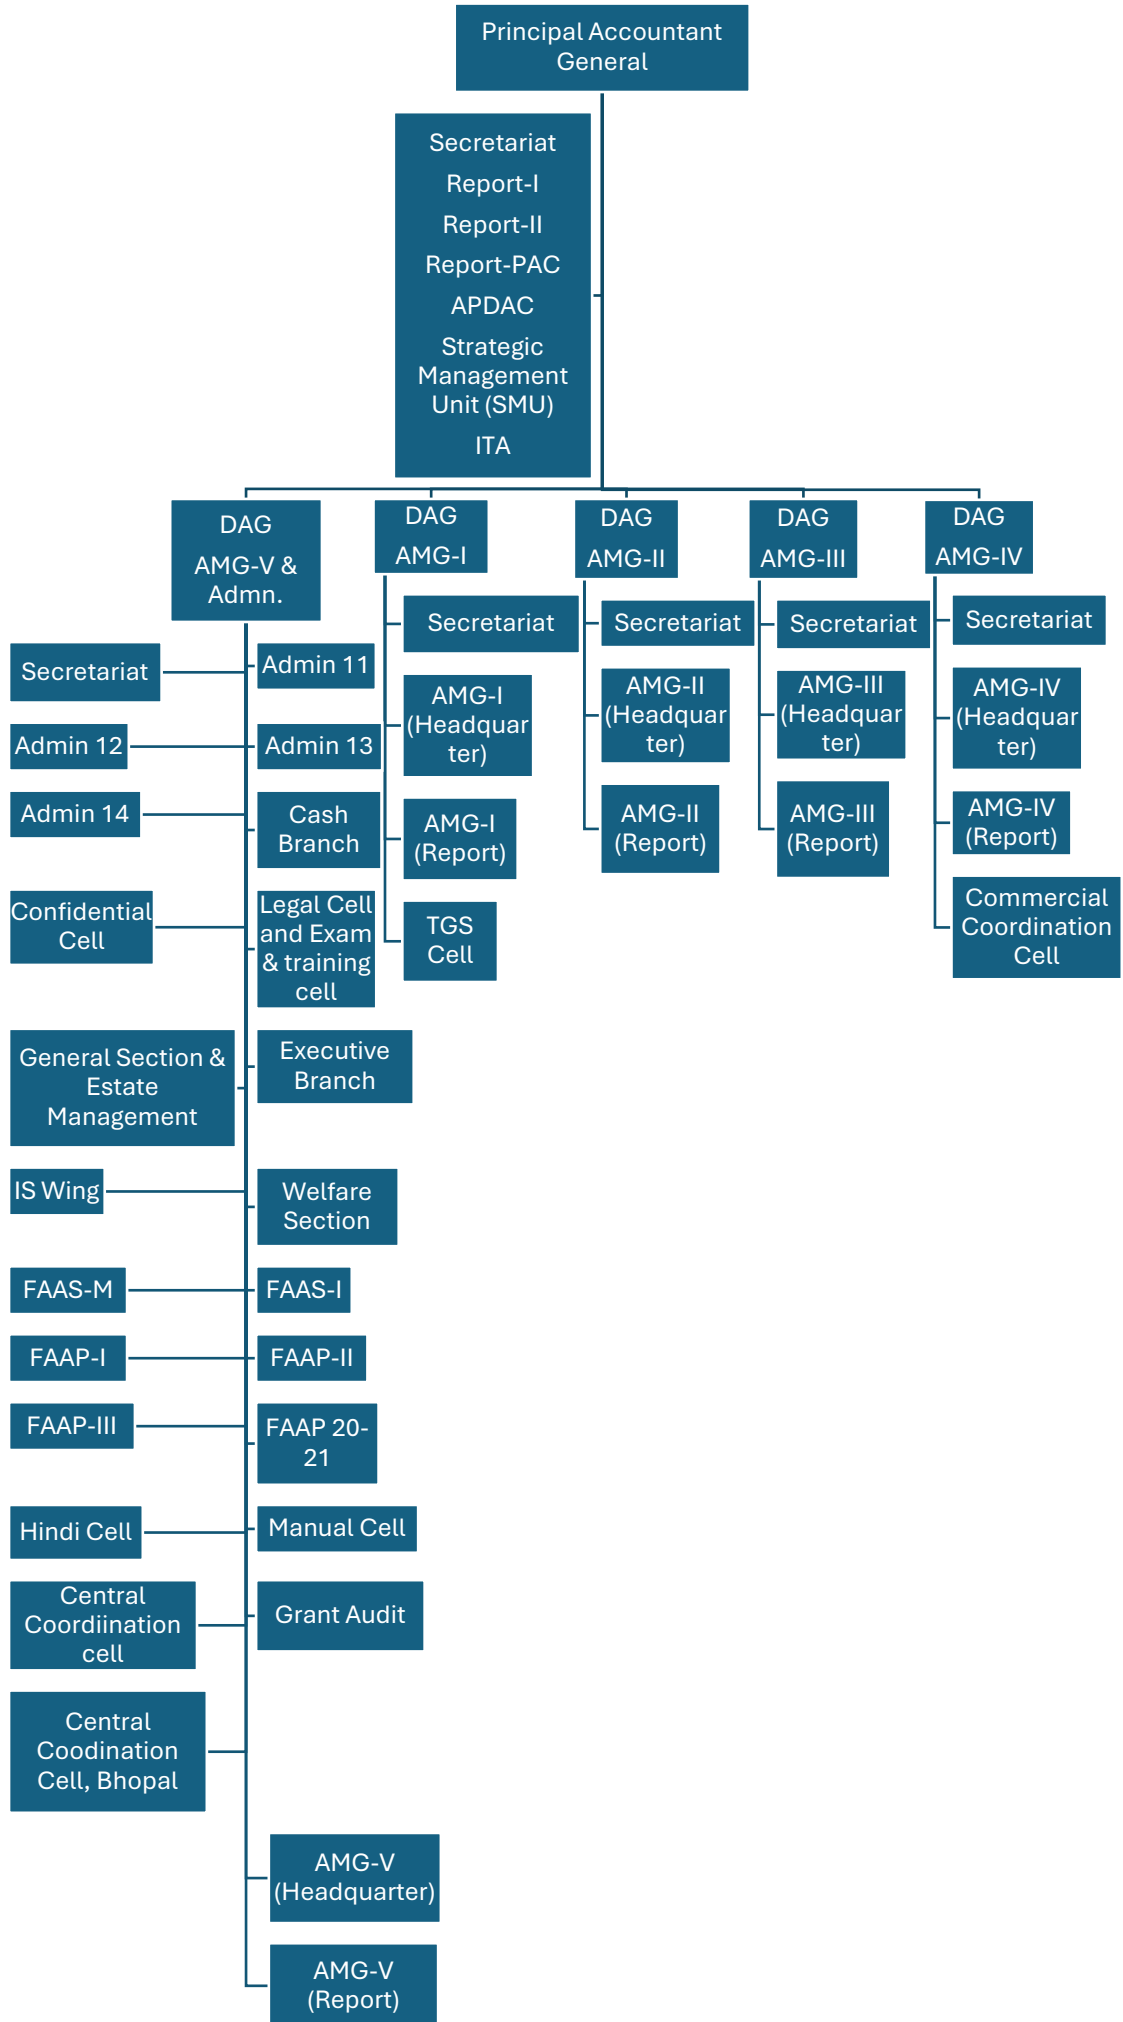 Principal Accountant
General
Secretariat
Report-I
Report-II
Report-PAC
APDAC
Strategic
Management
Unit (SMU)
ITA
DAG
AMG-V &
Admn.
DAG
AMG-I
DAG
AMG-II
DAG
AMG-III
DAG
AMG-IV
Secretariat
Admin 11
Admin 12
Admin 13
Admin 14
Cash
Branch
Confidential
Cell
Legal Cell
and Exam
& training
cell
General Section &
Estate
Management
Executive
Branch
IS Wing
Welfare
Section
FAAS-M
FAAS-I
FAAP-I
FAAP-II
FAAP-III
FAAP 20-
21
Hindi Cell
Manual Cell
Central
Coordiination
cell
Grant Audit
Central
Coodination
Cell, Bhopal
AMG-V
(Headquarter)
AMG-V
(Report)
Secretariat
AMG-I
(Headquar
ter)
AMG-I
(Report)
TGS
Cell
Secretariat
AMG-II
(Headquar
ter)
AMG-II
(Report)
Secretariat
AMG-III
(Headquar
ter)
AMG-III
(Report)
Secretariat
AMG-IV
(Headquar
ter)
AMG-IV
(Report)
Commercial
Coordination
Cell